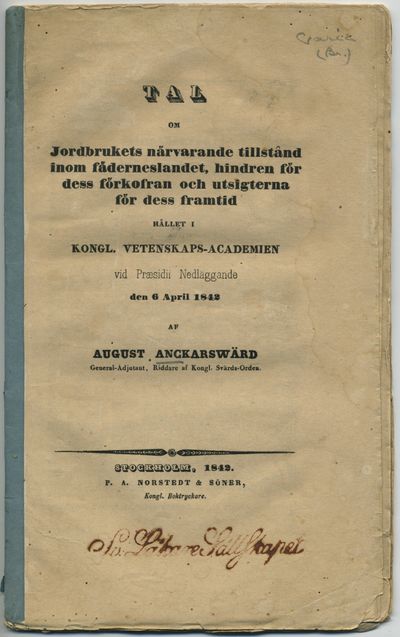 (Br.)
TAL
OM
Jordbrukets närvarande tillstånd
inom fäderneslandet, hindren för
dess förkofran och utsigterna
för dess framtid
HÅLLET I
KONGL. VETENSKAPS-ACADEMIEN
vid Præsidii Nedläggande
den 6 April 1842
AF
AUGUST ANCKARSWÄRD
General-Adjutant, Riddare af Kongl. Svärds-Orden.
STOCKHOLM, 1842.
P. A. NORSTEDT & SÖNER,
Kongl. Boktryckare.
Sällskapet